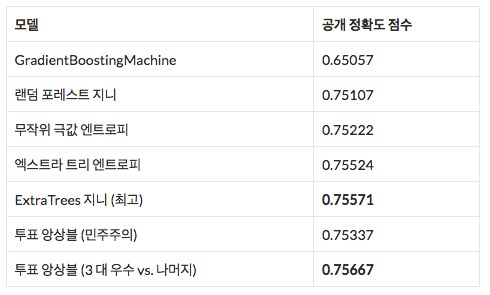 모델 공개 정확도 점수
GradientBoostingMachine 0.65057
랜덤 포레스트 지니 0.75107
무작위 극값 엔트로피 0.75222
엑스트라 트리 엔트로피 0.75524
ExtraTrees 지니 (최고) 0.75571
투표 앙상블 (민주주의) 0.75337
투표 앙상블 (3 대 우수 vs. 나머지) 0.75667